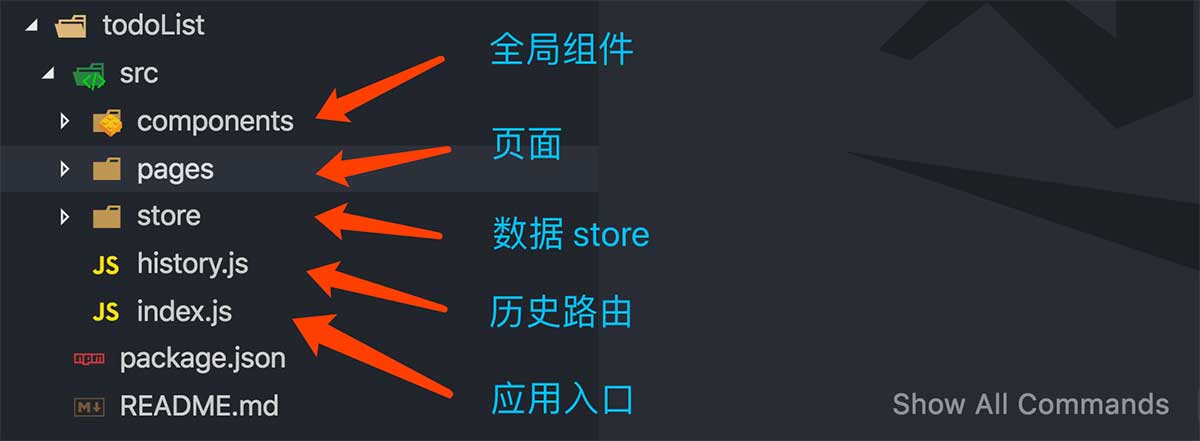 todoList
全局组件
src
components
页面
pages
store
数据 store
JS history.js
历史路由
JS index.js
npm package.json
应用入口
M README.md
Show All Commands